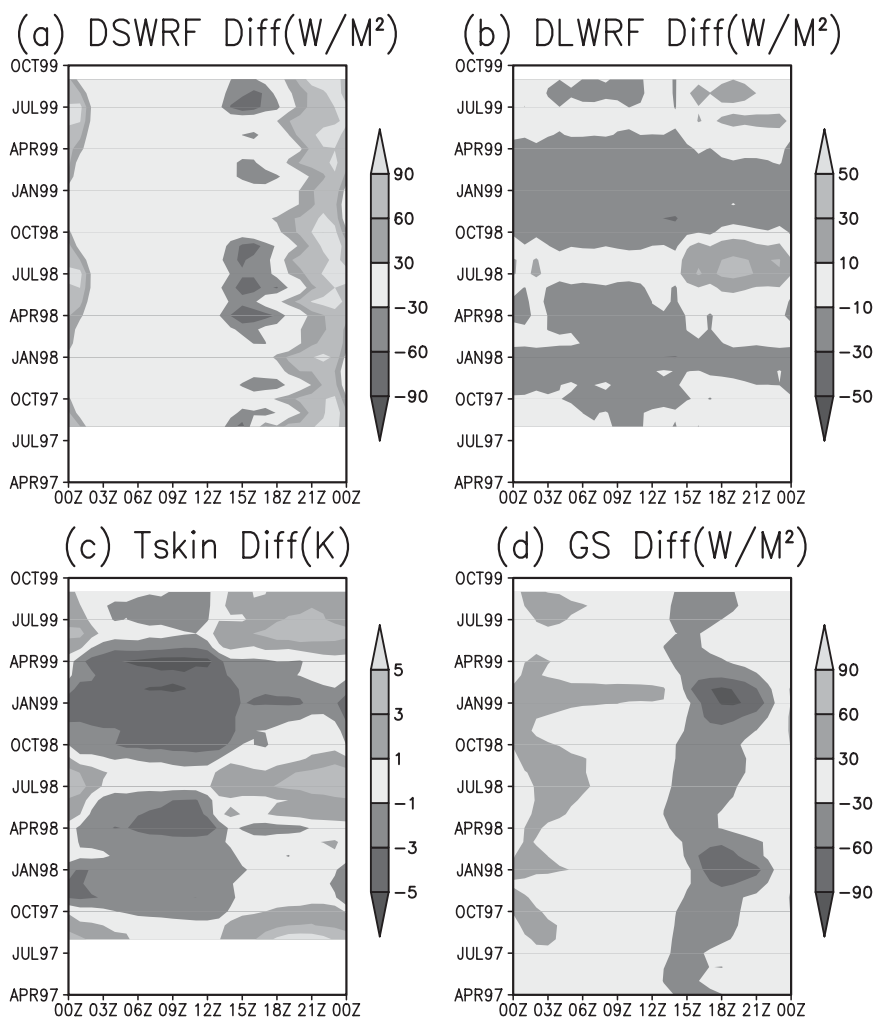 (a) DSWRF Diff(W/M²)
OCT99
JUL99
APR99
JAN99
OCT98
JUL98
APR98
JAN98
OCT97
JUL97
APR97
00Z 03Z 06Z 09Z 12Z 15Z 18Z 21Z 00Z
90
60
30
−30
−60
−90
(b) DLWRF Diff(W/M²)
OCT99
JUL99
APR99
JAN99
OCT98
JUL98
APR98
JAN98
OCT97
JUL97
APR97
00Z 03Z 06Z 09Z 12Z 15Z 18Z 21Z 00Z
50
30
10
−10
−30
−50
(c) Tskin Diff(K)
OCT99
JUL99
APR99
JAN99
OCT98
JUL98
APR98
JAN98
OCT97
JUL97
APR97
00Z 03Z 06Z 09Z 12Z 15Z 18Z 21Z 00Z
5
3
1
−1
−3
−5
(d) GS Diff(W/M²)
OCT99
JUL99
APR99
JAN99
OCT98
JUL98
APR98
JAN98
OCT97
JUL97
APR97
00Z 03Z 06Z 09Z 12Z 15Z 18Z 21Z 00Z
90
60
30
−30
−60
−90